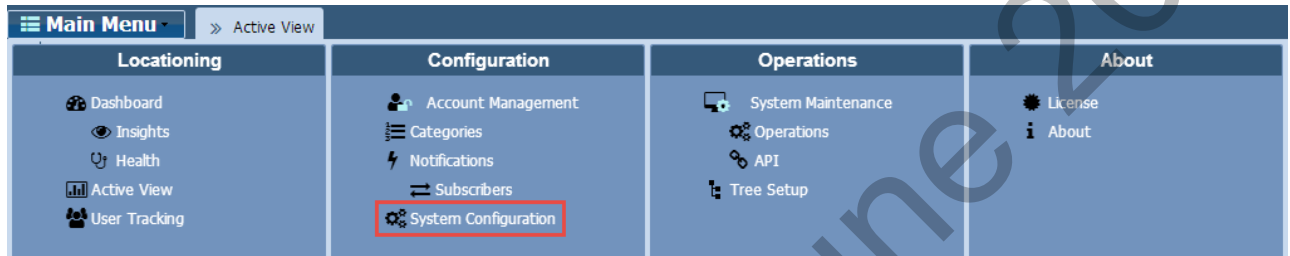 Main Menu
» Active View
Locationing
Dashboard
Insights
Health
Active View
User Tracking
Configuration
Account Management
Categories
Notifications
Subscribers
System Configuration
Operations
System Maintenance
Operations
API
Tree Setup
About
License
About